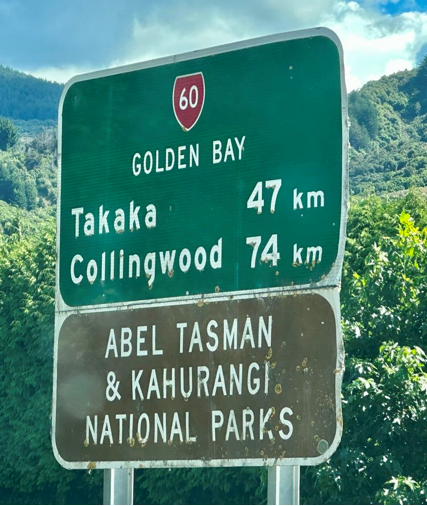 60
GOLDEN BAY
Takaka 47 km
Collingwood 74 km
ABEL TASMAN
& KAHURANGI
NATIONAL PARKS